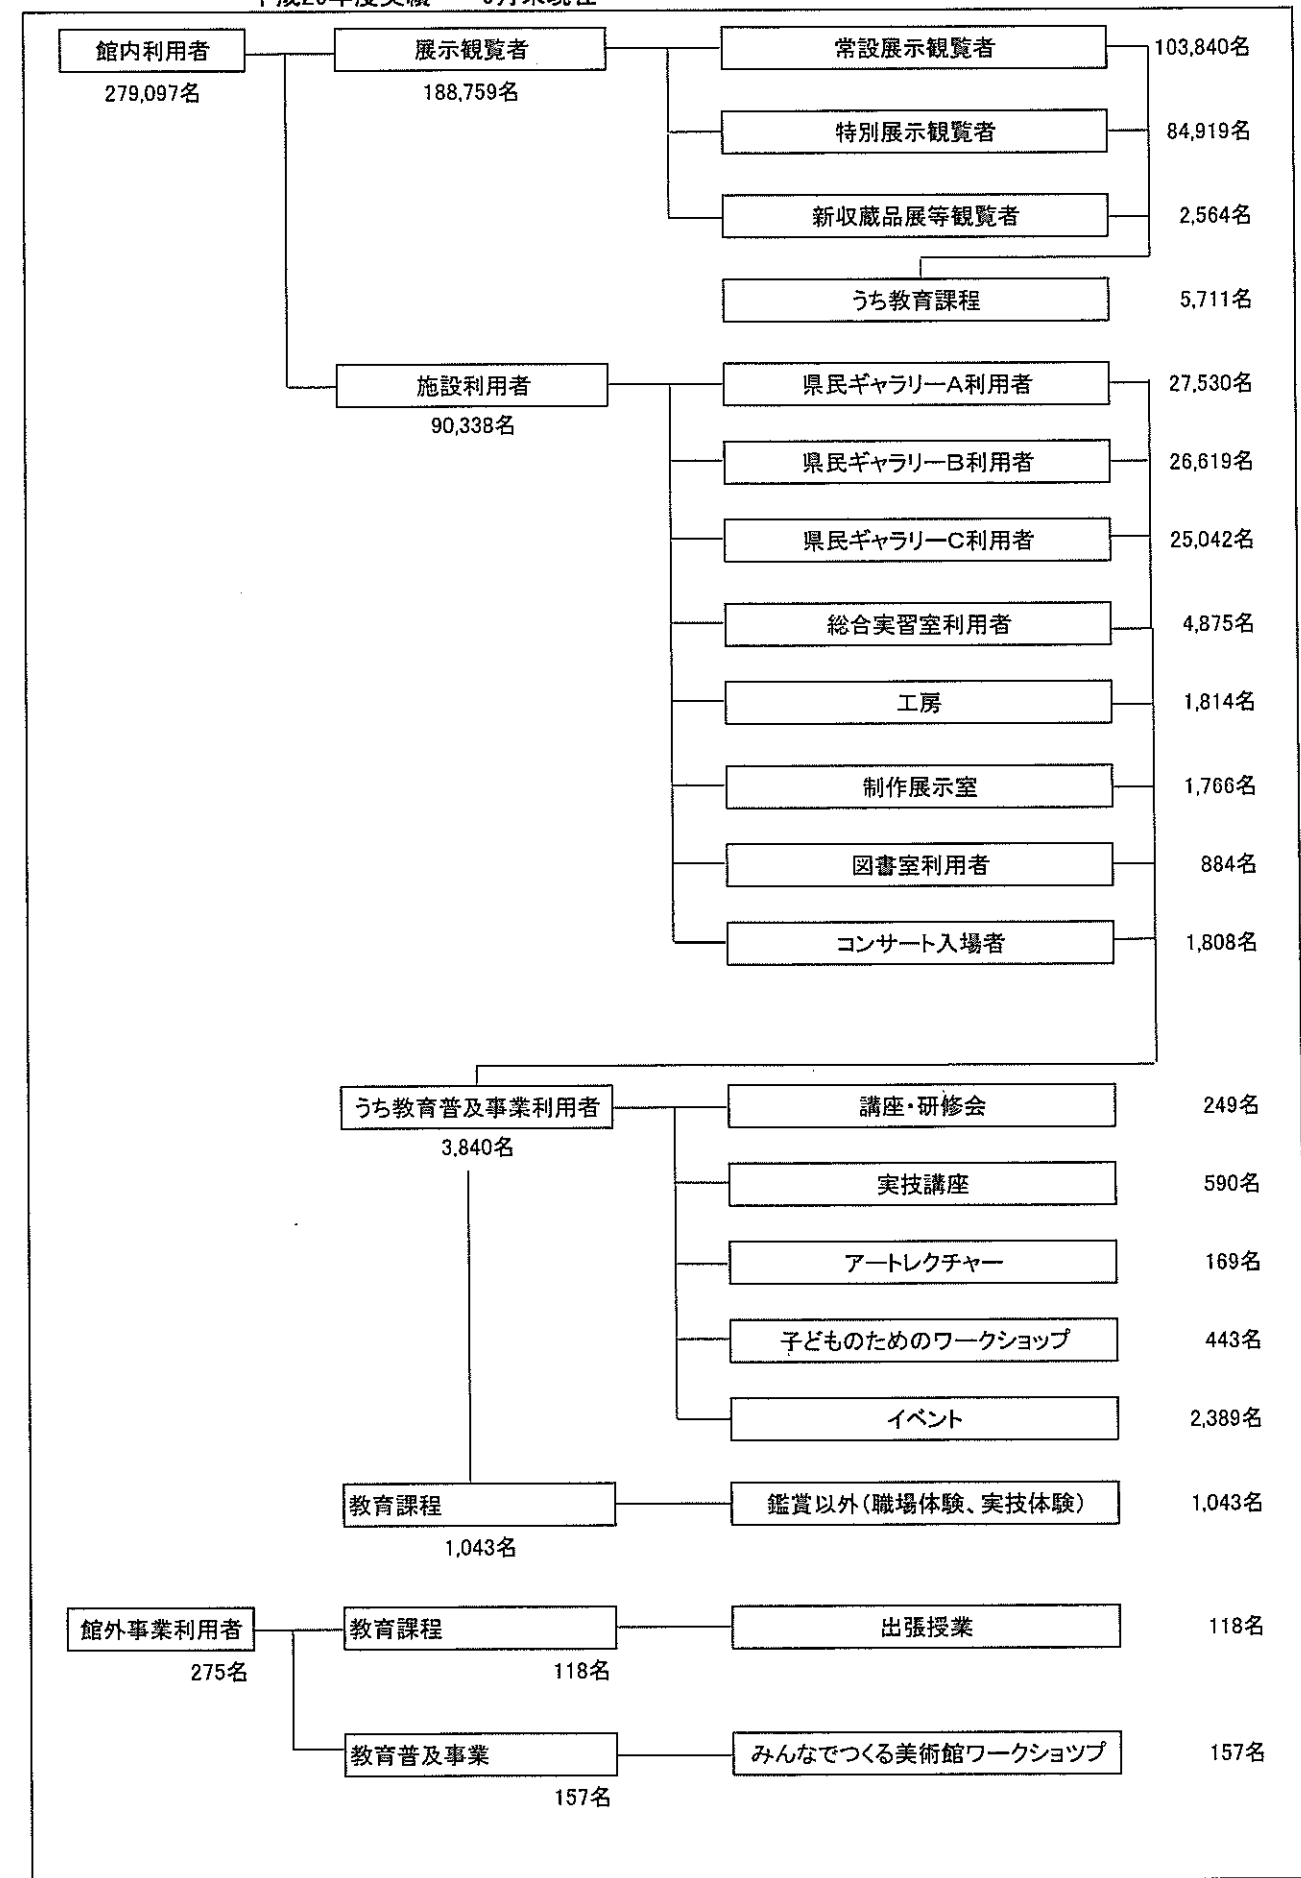 館内利用者 展示観覧者 常設展示観覧者 103,840名
279,097名 188,759名
特別展示観覧者 84,919名
新収蔵品展等観覧者 2,564名
うち教育課程 5,711名
施設利用者 県民ギャラリーA利用者 27,530名
90,338名
県民ギャラリーB利用者 26,619名
県民ギャラリーC利用者 25,042名
総合実習室利用者 4,875名
工房 1,814名
制作展示室 1,766名
図書室利用者 884名
コンサート入場者 1,808名
うち教育普及事業利用者 講座・研修会 249名
3,840名
実技講座 590名
アートレクチャー 169名
子どものためのワークショップ 443名
イベント 2,389名
教育課程 鑑賞以外(職場体験、実技体験) 1,043名
1,043名
館外事業利用者 教育課程 出張授業 118名
275名 118名
教育普及事業 みんなでつくる美術館ワークショツプ 157名
157名